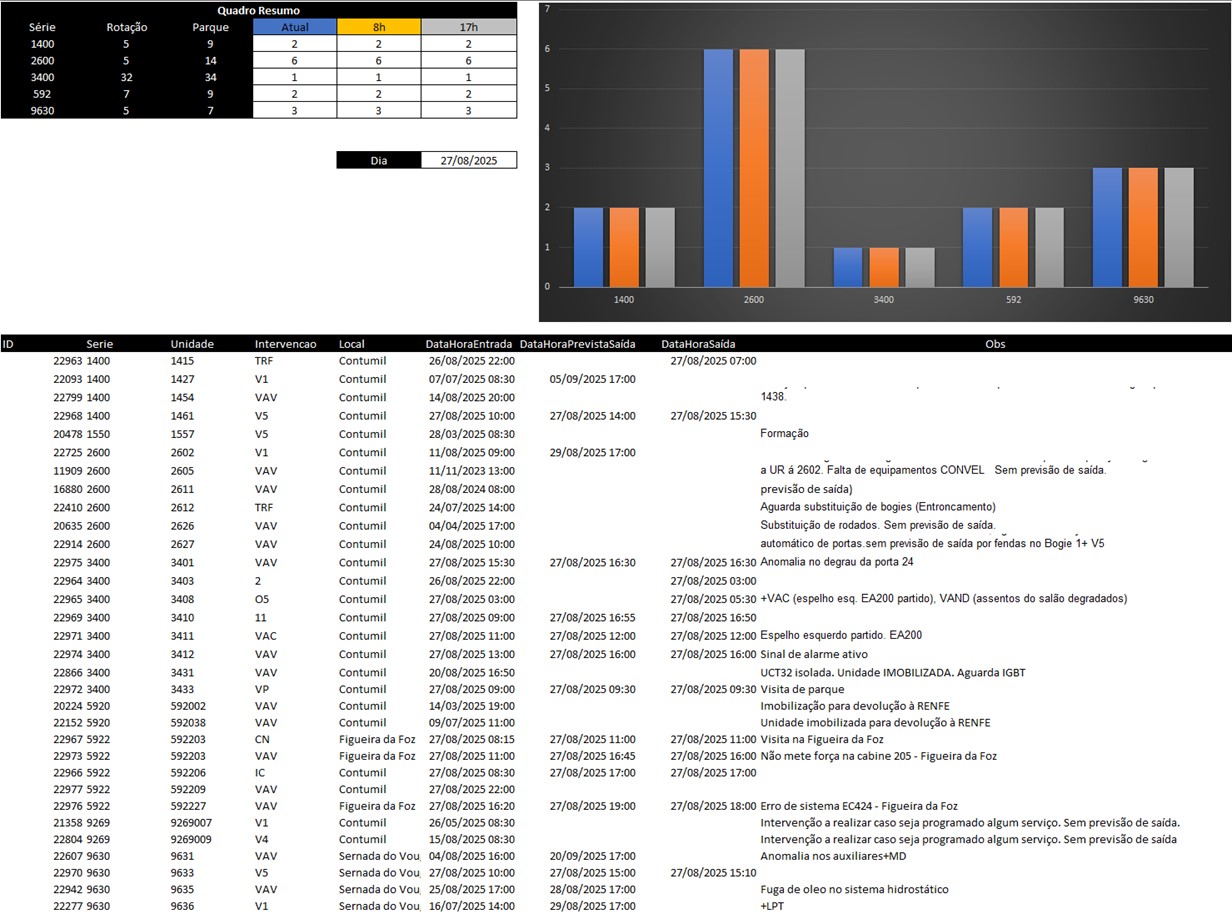 Quadro Resumo
Série Rotação Parque Atual 8h 17h
1400 5 9 2 2 2
2600 5 14 6 6 6
3400 32 34 1 1 1
592 7 9 2 2 2
9630 5 7 3 3 3
Dia 27/08/2025
7
6
5
4
3
2
1
0
1400 2600 3400 592 9630
ID Serie Unidade Intervencao Local DataHoraEntrada DataHoraPrevistaSaída DataHoraSaída Obs
22963 1400 1415 TRF Contumil 26/08/2025 22:00 27/08/2025 07:00
22093 1400 1427 V1 Contumil 07/07/2025 08:30 05/09/2025 17:00
22799 1400 1454 VAV Contumil 14/08/2025 20:00 1438.
22968 1400 1461 V5 Contumil 27/08/2025 10:00 27/08/2025 14:00 27/08/2025 15:30
20478 1550 1557 V5 Contumil 28/03/2025 08:30 Formação
22725 2600 2602 V1 Contumil 11/08/2025 09:00 29/08/2025 17:00
11909 2600 2605 VAV Contumil 11/11/2023 13:00 a UR á 2602. Falta de equipamentos CONVEL Sem previsão de saída.
16880 2600 2611 VAV Contumil 28/08/2024 08:00 previsão de saída)
22410 2600 2612 TRF Contumil 24/07/2025 14:00 Aguarda substituição de bogies (Entroncamento)
20635 2600 2626 VAV Contumil 04/04/2025 17:00 Substituição de rodados. Sem previsão de saída.
22914 2600 2627 VAV Contumil 24/08/2025 10:00 automático de portas.sem previsão de saída por fendas no Bogie 1+ V5
22975 3400 3401 VAV Contumil 27/08/2025 15:30 27/08/2025 16:30 27/08/2025 16:30 Anomalia no degrau da porta 24
22964 3400 3403 2 Contumil 26/08/2025 22:00 27/08/2025 03:00
22965 3400 3408 O5 Contumil 27/08/2025 03:00 27/08/2025 05:30 +VAC (espelho esq. EA200 partido), VAND (assentos do salão degradados)
22969 3400 3410 11 Contumil 27/08/2025 09:00 27/08/2025 16:55 27/08/2025 16:50
22971 3400 3411 VAC Contumil 27/08/2025 11:00 27/08/2025 12:00 27/08/2025 12:00 Espelho esquerdo partido. EA200
22974 3400 3412 VAV Contumil 27/08/2025 13:00 27/08/2025 16:00 27/08/2025 16:00 Sinal de alarme ativo
22866 3400 3431 VAV Contumil 20/08/2025 16:50 UCT32 isolada. Unidade IMOBILIZADA. Aguarda IGBT
22972 3400 3433 VP Contumil 27/08/2025 09:00 27/08/2025 09:30 27/08/2025 09:30 Visita de parque
20224 5920 592002 VAV Contumil 14/03/2025 19:00 Imobilização para devolução à RENFE
22152 5920 592038 VAV Contumil 09/07/2025 11:00 Unidade imobilizada para devolução à RENFE
22967 5922 592203 CN Figueira da Foz 27/08/2025 08:15 27/08/2025 11:00 27/08/2025 11:00 Visita na Figueira da Foz
22973 5922 592203 VAV Figueira da Foz 27/08/2025 11:00 27/08/2025 16:45 27/08/2025 16:00 Não mete força na cabine 205 - Figueira da Foz
22966 5922 592206 IC Contumil 27/08/2025 08:30 27/08/2025 17:00 27/08/2025 17:00
22977 5922 592209 VAV Contumil 27/08/2025 22:00
22976 5922 592227 VAV Figueira da Foz 27/08/2025 16:20 27/08/2025 19:00 27/08/2025 18:00 Erro de sistema EC424 - Figueira da Foz
21358 9269 9269007 V1 Contumil 26/05/2025 08:30 Intervenção a realizar caso seja programado algum serviço. Sem previsão de saída.
22804 9269 9269009 V4 Contumil 15/08/2025 08:30 Intervenção a realizar caso seja programado algum serviço. Sem previsão de saída
22607 9630 9631 VAV Sernada do Vou 04/08/2025 16:00 20/09/2025 17:00 Anomalia nos auxiliares+MD
22970 9630 9633 V5 Sernada do Vou 27/08/2025 10:00 27/08/2025 15:00 27/08/2025 15:10
22942 9630 9635 VAV Sernada do Vou 25/08/2025 17:00 28/08/2025 17:00 Fuga de oleo no sistema hidrostático
22277 9630 9636 V1 Sernada do Vou 16/07/2025 14:00 29/08/2025 17:00 +LPT